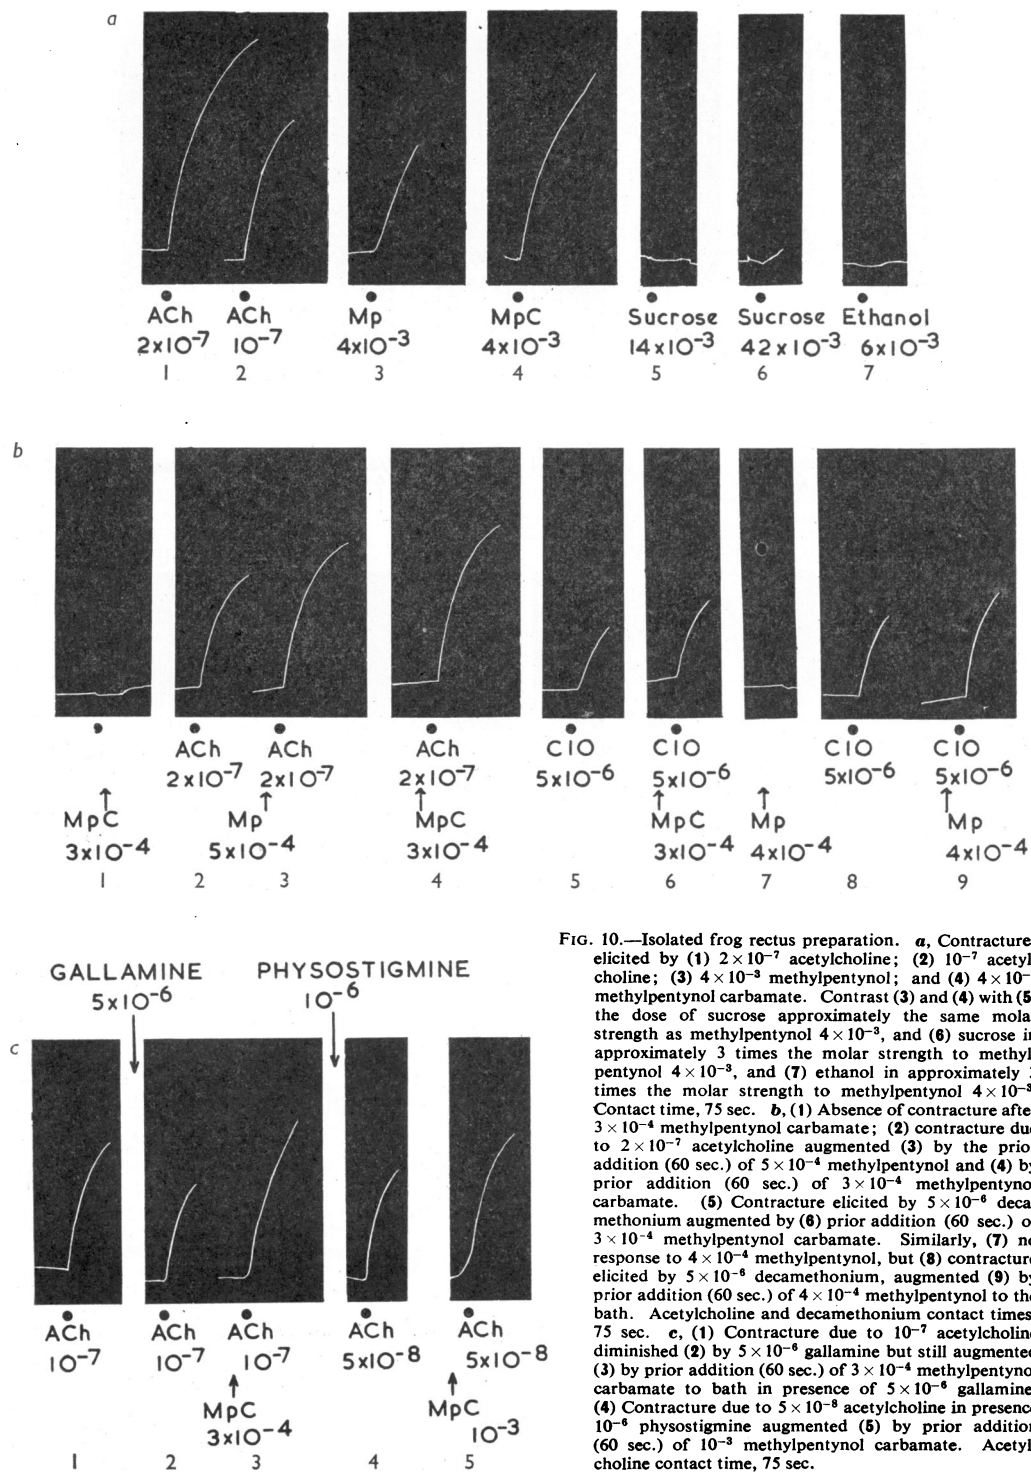 a
ACh ACh Mp MpC Sucrose Sucrose Ethanol
2×10⁻⁷ 10⁻⁷ 4×10⁻³ 4×10⁻³ 14×10⁻³ 42×10⁻³ 6×10⁻³
1 2 3 4 5 6 7
b
ACh ACh ACh C10 C10 C10 C10
2×10⁻⁷ 2×10⁻⁷ 2×10⁻⁷ 5×10⁻⁶ 5×10⁻⁶ 5×10⁻⁶ 5×10⁻⁶
MpC Mp MpC MpC Mp Mp
3×10⁻⁴ 5×10⁻⁴ 3×10⁻⁴ 3×10⁻⁴ 4×10⁻⁴ 4×10⁻⁴
1 2 3 4 5 6 7 8 9
GALLAMINE PHYSOSTIGMINE
5×10⁻⁶ 10⁻⁶
c
ACh ACh ACh ACh ACh
10⁻⁷ 10⁻⁷ 10⁻⁷ 5×10⁻⁸ 5×10⁻⁸
MpC MpC
3×10⁻⁴ 10⁻³
1 2 3 4 5
FIG. 10.—Isolated frog rectus preparation. a, Contracture
elicited by (1) 2×10⁻⁷ acetylcholine; (2) 10⁻⁷ acetyl
choline; (3) 4×10⁻³ methylpentynol; and (4) 4×10⁻
methylpentynol carbamate. Contrast (3) and (4) with (5)
the dose of sucrose approximately the same mola
strength as methylpentynol 4×10⁻³, and (6) sucrose in
approximately 3 times the molar strength to methyl
pentynol 4×10⁻³, and (7) ethanol in approximately
times the molar strength to methylpentynol 4×10⁻³
Contact time, 75 sec. b, (1) Absence of contracture afte
3×10⁻⁴ methylpentynol carbamate; (2) contracture due
to 2×10⁻⁷ acetylcholine augmented (3) by the prio
addition (60 sec.) of 5×10⁻⁴ methylpentynol and (4) by
prior addition (60 sec.) of 3×10⁻⁴ methylpentyno
carbamate. (5) Contracture elicited by 5×10⁻⁶ deca
methonium augmented by (6) prior addition (60 sec.) o
3×10⁻⁴ methylpentynol carbamate. Similarly, (7) no
response to 4×10⁻⁴ methylpentynol, but (8) contracture
elicited by 5×10⁻⁶ decamethonium, augmented (9) by
prior addition (60 sec.) of 4×10⁻⁴ methylpentynol to the
bath. Acetylcholine and decamethonium contact times
75 sec. c, (1) Contracture due to 10⁻⁷ acetylcholin
diminished (2) by 5×10⁻⁶ gallamine but still augmented
(3) by prior addition (60 sec.) of 3×10⁻⁴ methylpentyno
carbamate to bath in presence of 5×10⁻⁶ gallamine
(4) Contracture due to 5×10⁻⁸ acetylcholine in presence
10⁻⁶ physostigmine augmented (5) by prior addition
(60 sec.) of 10⁻³ methylpentynol carbamate. Acetyl
choline contact time, 75 sec.